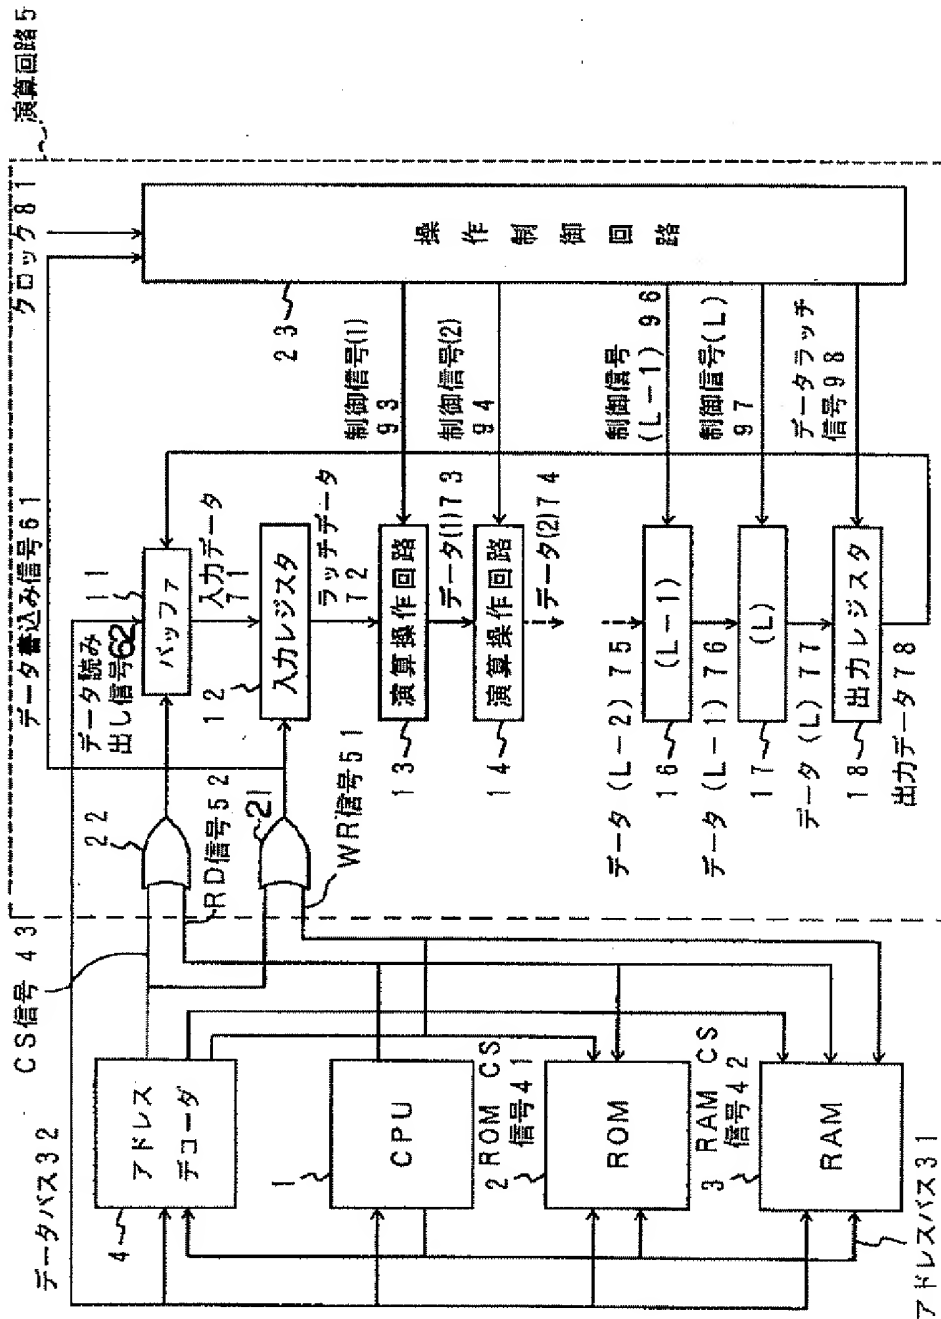 演算回路5
クロック81
データ書込み信号61
操作制御回路
23
制御信号(1)
93
制御信号(2)
94
制御信号
(L-1) 96
制御信号(L)
97
データラッチ
信号98
データ読み
出し信号62
11
バッファ
入力データ
71
12
入力レジスタ
ラッチデータ
72
13
演算操作回路
データ(1)73
14
演算操作回路
データ(2)74
データ(L-2)75
16
(L-1)
データ(L-1)76
17
(L)
データ(L)77
18
出力レジスタ
出力データ78
22
RD信号52
21
WR信号51
CS信号 43
データバス32
4
アドレス
デコーダ
1
CPU
2 ROM CS
信号41
ROM
3 RAM CS
信号42
RAM
アドレスバス31